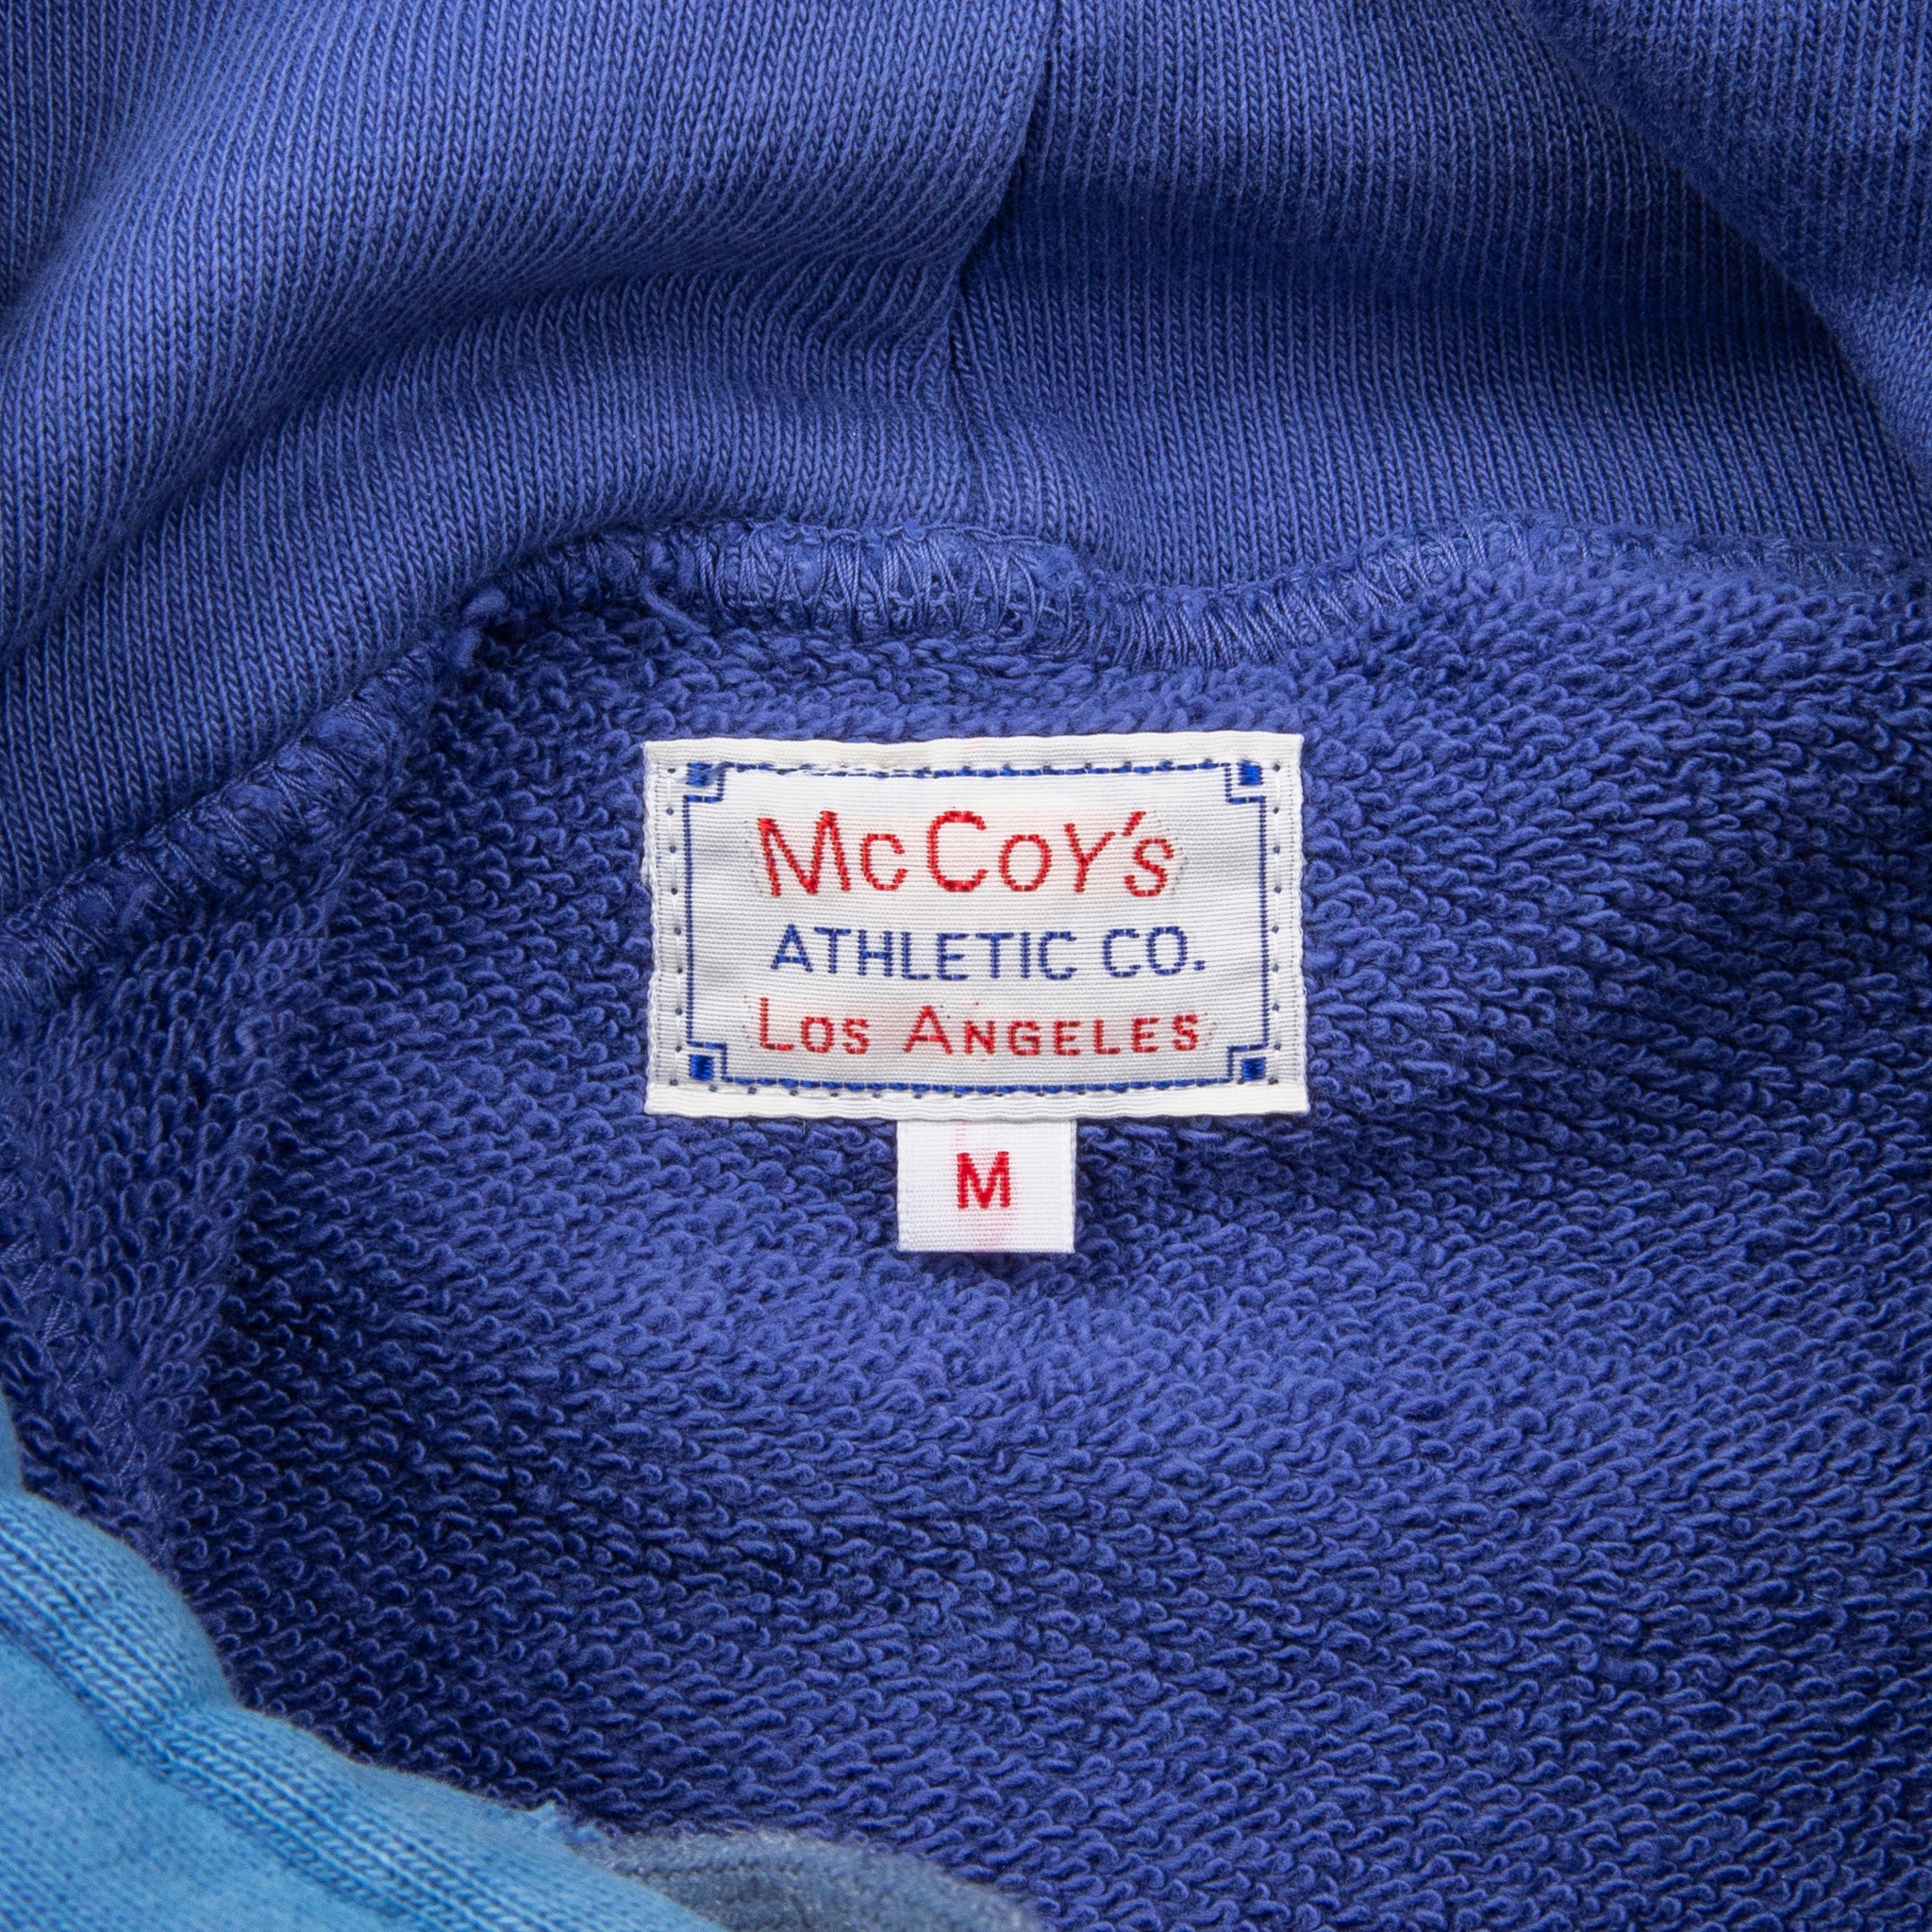 McCoy's
ATHLETIC CO.
Los Angeles
M